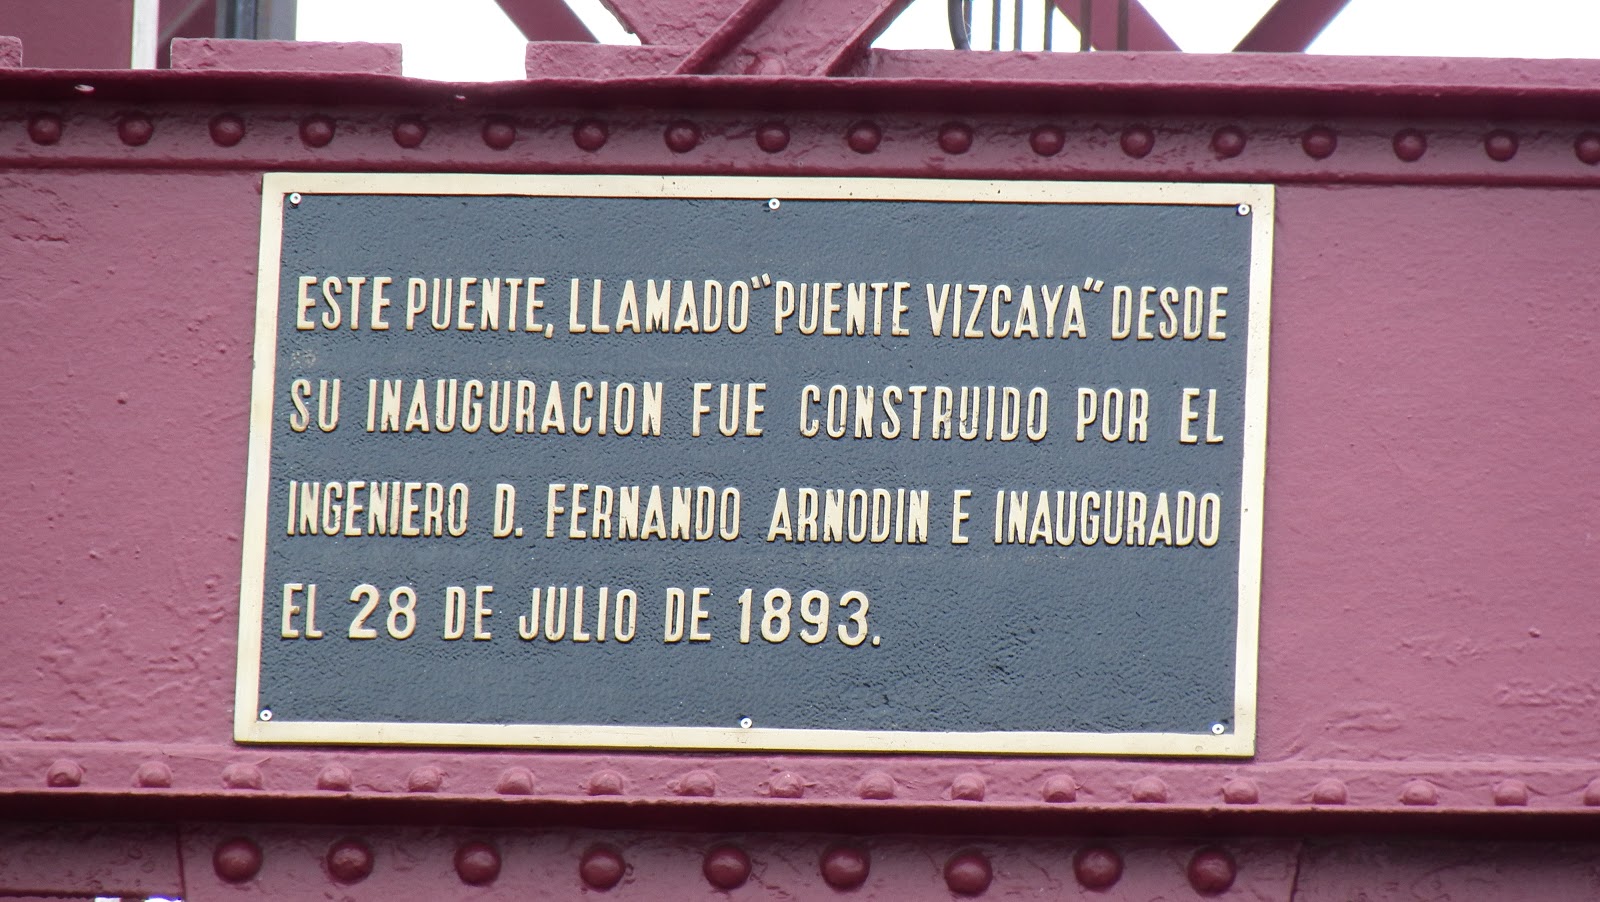 ESTE PUENTE, LLAMADO "PUENTE VIZCAYA" DESDE
SU INAUGURACION FUE CONSTRUIDO POR EL
INGENIERO D. FERNANDO ARNODIN E INAUGURADO
EL 28 DE JULIO DE 1893.